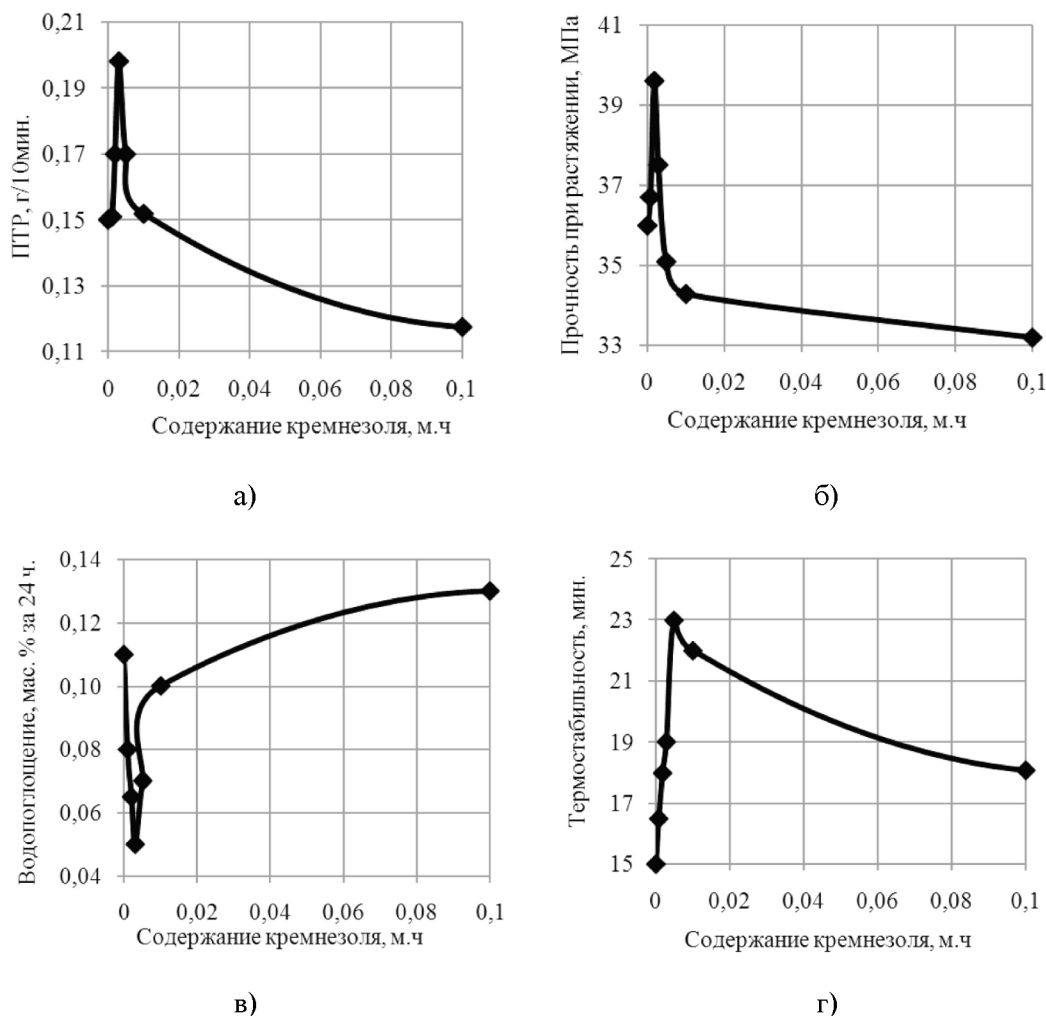 ПТР, г/10мин.
0,21
0,19
0,17
0,15
0,13
0,11
0 0,02 0,04 0,06 0,08 0,1
Содержание кремнезоля, м.ч
а)
Прочность при растяжении, МПа
41
39
37
35
33
0 0,02 0,04 0,06 0,08 0,1
Содержание кремнезоля, м.ч
б)
Водопоглощение, мас. % за 24 ч.
0,14
0,12
0,10
0,08
0,06
0,04
0 0,02 0,04 0,06 0,08 0,1
Содержание кремнезоля, м.ч
в)
Термостабильность, мин.
25
23
21
19
17
15
0 0,02 0,04 0,06 0,08 0,1
Содержание кремнезоля, м.ч
г)